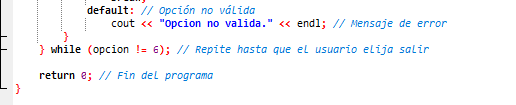 default: // Opción no válida
cout << "Opcion no valida." << endl; // Mensaje de error
}
} while (opcion != 6); // Repite hasta que el usuario elija salir
return 0; // Fin del programa
}